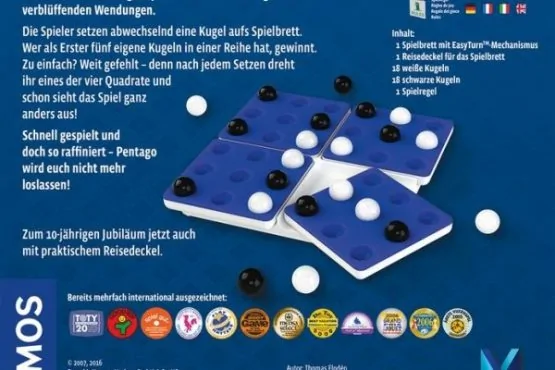 verblüffenden Wendungen.
Die Spieler setzen abwechselnd eine Kugel aufs Spielbrett.
Wer als Erster fünf eigene Kugeln in einer Reihe hat, gewinnt.
Zu einfach? Weit gefehlt – denn nach jedem Setzen dreht
ihr eines der vier Quadrate und
schon sieht das Spiel ganz
anders aus!
Schnell gespielt und
doch so raffiniert – Pentago
wird euch nicht mehr
loslassen!
Zum 10-jährigen Jubiläum jetzt auch
mit praktischem Reisedeckel.
Inhalt:
1 Spielbrett mit EasyTurn™-Mechanismus
1 Reisedeckel für das Spielbrett
18 weiße Kugeln
18 schwarze Kugeln
1 Spielregel
Bereits mehrfach international ausgezeichnet:
TOTY
20
GAME
2006
MOS
© 2007, 2016
Autor: Thomas Flodén